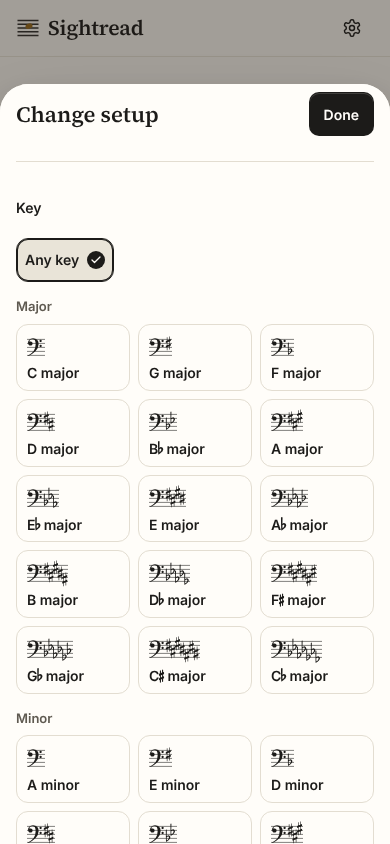 Sightread
Change setup
Done
Key
Any key
Major
C major
G major
F major
D major
B♭ major
A major
E♭ major
E major
A♭ major
B major
D♭ major
F♯ major
G♭ major
C♯ major
C♭ major
Minor
A minor
E minor
D minor